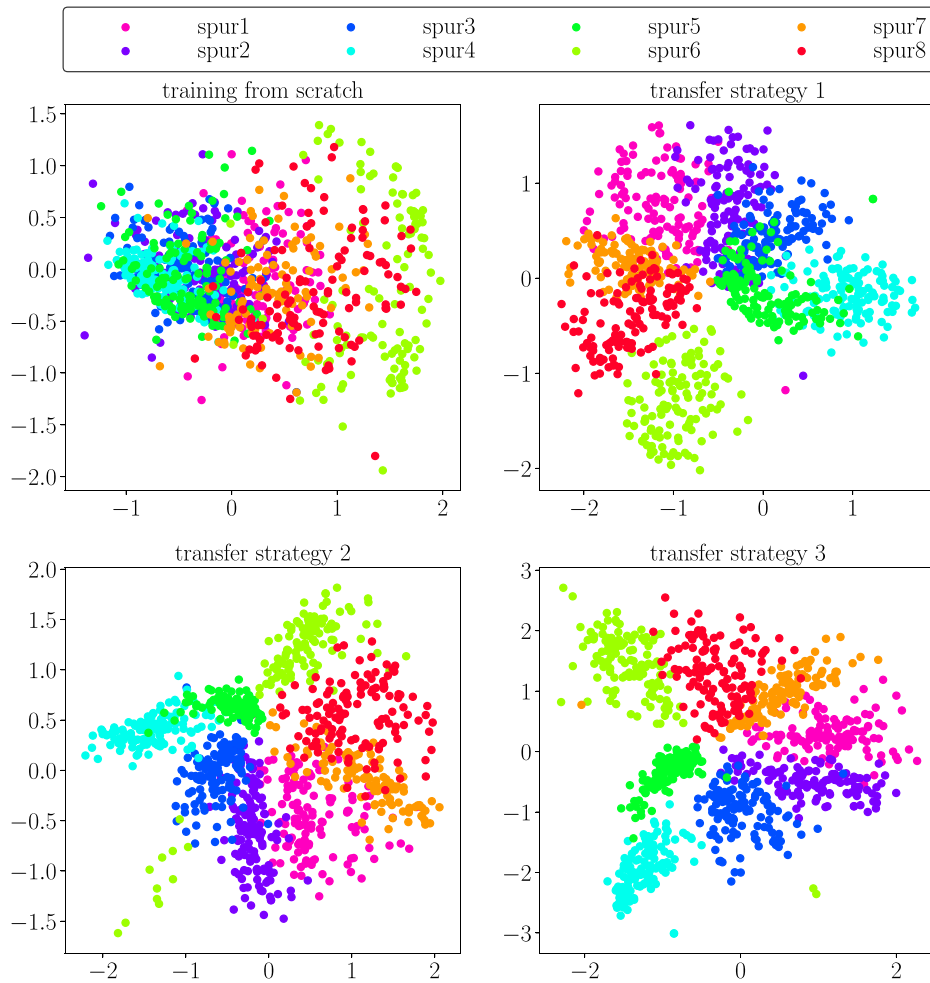 spur1 spur3 spur5 spur7
spur2 spur4 spur6 spur8
training from scratch
1.5
1.0
0.5
0.0
−0.5
−1.0
−1.5
−2.0
−1 0 1 2
transfer strategy 1
1
0
−1
−2
−2 −1 0 1
transfer strategy 2
2.0
1.5
1.0
0.5
0.0
−0.5
−1.0
−1.5
−2 −1 0 1 2
transfer strategy 3
3
2
1
0
−1
−2
−3
−2 0 2